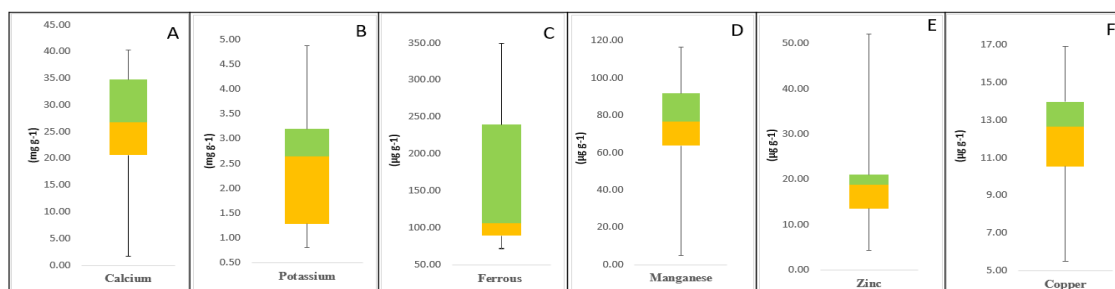 A
45.00
40.00
35.00
30.00
25.00
20.00
15.00
10.00
5.00
0.00
(mg g-1)
Calcium
B
5.00
4.50
4.00
3.50
3.00
2.50
2.00
1.50
1.00
0.50
(mg g-1)
Potassium
C
350.00
300.00
250.00
200.00
150.00
100.00
50.00
(µg g-1)
Ferrous
D
120.00
100.00
80.00
60.00
40.00
20.00
0.00
(µg g-1)
Manganese
E
50.00
40.00
30.00
20.00
10.00
0.00
(µg g-1)
Zinc
F
17.00
15.00
13.00
11.00
9.00
7.00
5.00
(µg g-1)
Copper